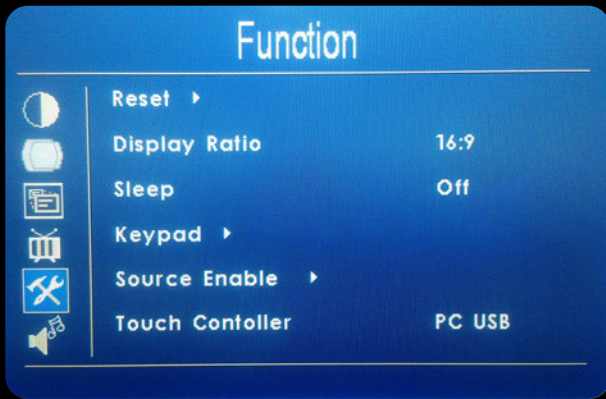 Function
Reset
Display Ratio 16:9
Sleep Off
Keypad
Source Enable
Touch Contoller PC USB